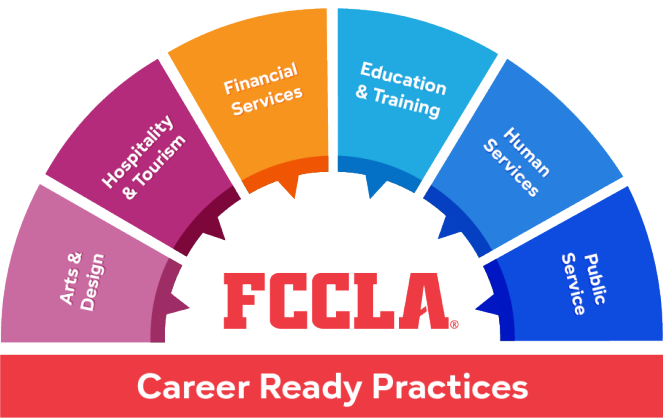 Arts &
Design
Hospitality
& Tourism
Financial
Services
Education
& Training
Human
Services
Public
Service
FCCLA®
Career Ready Practices